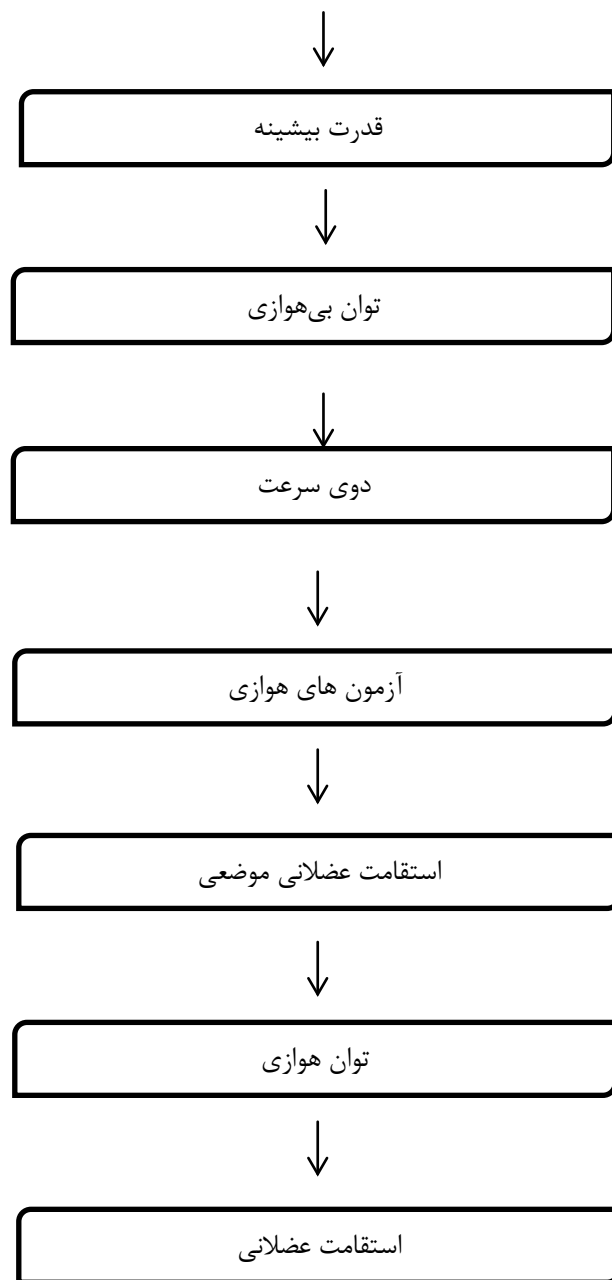 قدرت بیشینه
توان بی‌هوازی
دوی سرعت
آزمون های هوازی
استقامت عضلانی موضعی
توان هوازی
استقامت عضلانی